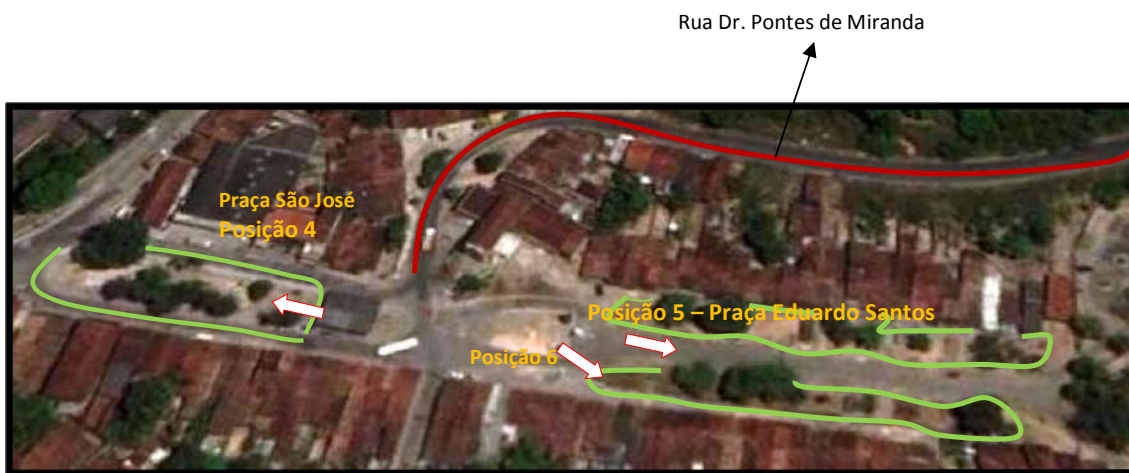 Rua Dr. Pontes de Miranda
Praça São José
Posição 4
Posição 5 – Praça Eduardo Santos
Posição 6